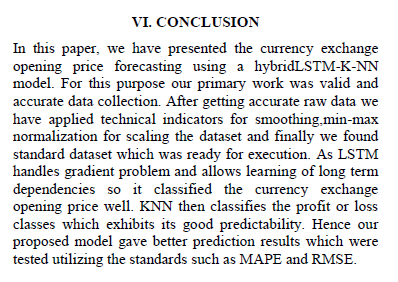 VI. CONCLUSION
In this paper, we have presented the currency exchange
opening price forecasting using a hybridLSTM-K-NN
model. For this purpose our primary work was valid and
accurate data collection. After getting accurate raw data we
have applied technical indicators for smoothing,min-max
normalization for scaling the dataset and finally we found
standard dataset which was ready for execution. As LSTM
handles gradient problem and allows learning of long term
dependencies so it classified the currency exchange
opening price well. KNN then classifies the profit or loss
classes which exhibits its good predictability. Hence our
proposed model gave better prediction results which were
tested utilizing the standards such as MAPE and RMSE.